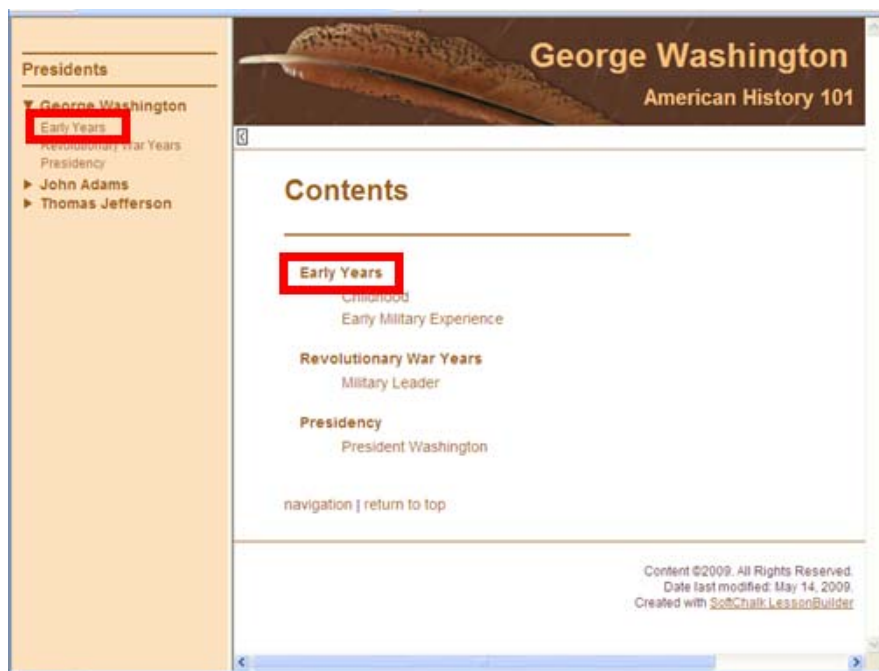 Presidents
▼ George Washington
Early Years
Revolutionary War Years
Presidency
► John Adams
► Thomas Jefferson
George Washington
American History 101
Contents
Early Years
Childhood
Early Military Experience
Revolutionary War Years
Military Leader
Presidency
President Washington
navigation | return to top
Content ©2009. All Rights Reserved.
Date last modified: May 14, 2009.
Created with SoftChalk LessonBuilder